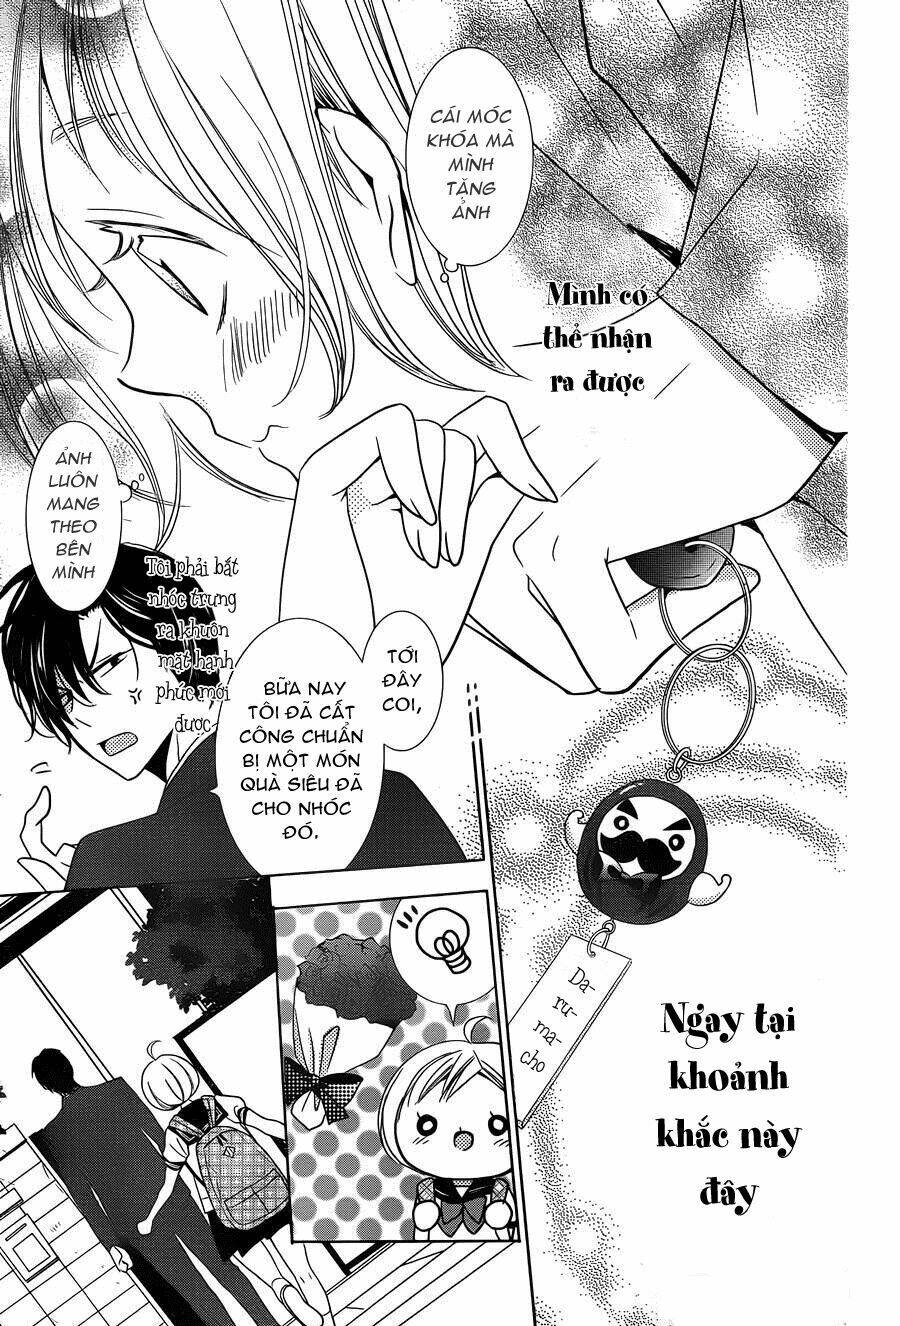 CÁI MÓC
KHÓA MÀ
MÌNH
TẶNG
ẢNH
Mình có
thể nhận
ra được
ẢNH
LUÔN
MANG
THEO
BÊN
MÌNH
Ngay tại
khoảnh
khắc này
đây
Da-
ru-
ma-
cho
TỚI
ĐÂY
COI,
BỮA NAY
TÔI ĐÃ CẤT
CÔNG CHUẨN
BỊ MỘT MÓN
QUÀ SIÊU ĐÃ
CHO NHÓC
ĐÓ.
Tôi phải bắt
nhóc trưng
ra khuôn
mặt hạnh
phúc mới
được